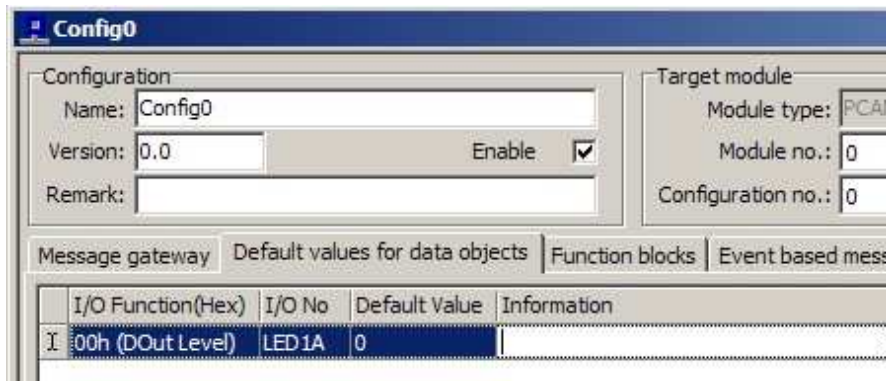 Config0
Configuration
Name: Config0
Version: 0.0 Enable
Remark:
Target module
Module type: PCA
Module no.: 0
Configuration no.: 0
Message gateway Default values for data objects Function blocks Event based mess
I/O Function(Hex) I/O No Default Value Information
00h (DOut Level) LED1A 0